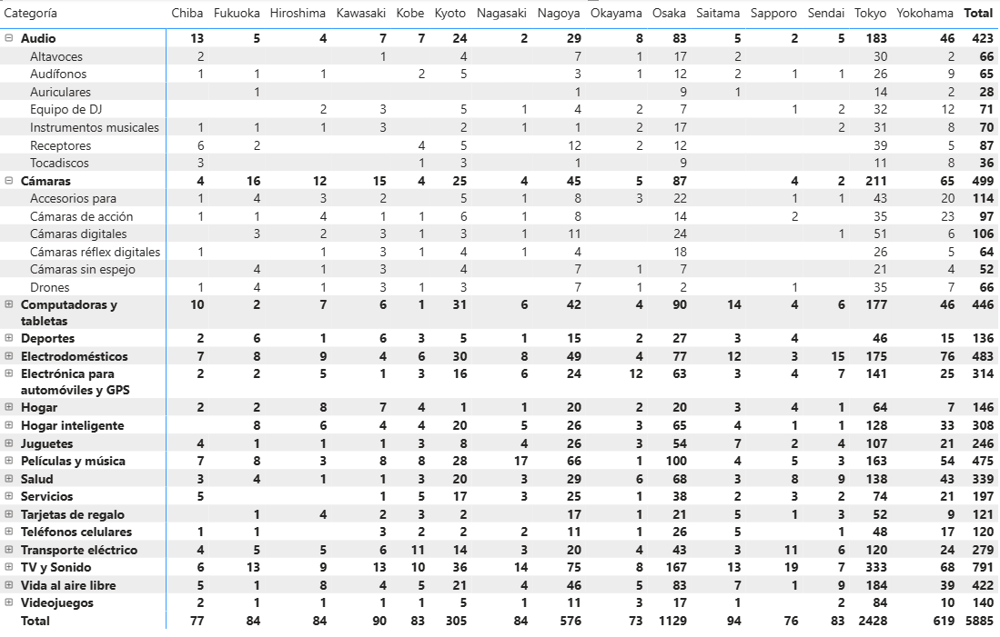 Categoría Chiba Fukuoka Hiroshima Kawasaki Kobe Kyoto Nagasaki Nagoya Okayama Osaka Saitama Sapporo Sendai Tokyo Yokohama Total
Audio 13 5 4 7 7 24 2 29 8 83 5 2 5 183 46 423
Altavoces 2 1 4 7 1 17 2 30 2 66
Audífonos 1 1 1 2 5 3 1 12 2 1 1 26 9 65
Auriculares 1 1 9 1 14 2 28
Equipo de DJ 2 3 5 1 4 2 7 1 2 32 12 71
Instrumentos musicales 1 1 1 3 2 1 1 2 17 2 31 8 70
Receptores 6 2 4 5 12 2 12 39 5 87
Tocadiscos 3 1 3 1 9 11 8 36
Cámaras 4 16 12 15 4 25 4 45 5 87 4 2 211 65 499
Accesorios para 1 4 3 2 5 1 8 3 22 1 1 43 20 114
Cámaras de acción 1 1 4 1 1 6 1 8 14 2 35 23 97
Cámaras digitales 3 2 3 1 3 1 11 24 1 51 6 106
Cámaras réflex digitales 1 1 3 1 4 1 4 18 26 5 64
Cámaras sin espejo 4 1 3 4 7 1 7 21 4 52
Drones 1 4 1 3 1 3 7 1 2 1 35 7 66
Computadoras y 10 2 7 6 1 31 6 42 4 90 14 4 6 177 46 446
tabletas
Deportes 2 6 1 6 3 5 1 15 2 27 3 4 46 15 136
Electrodomésticos 7 8 9 4 6 30 8 49 4 77 12 3 15 175 76 483
Electrónica para 2 2 5 1 3 16 6 24 12 63 3 4 7 141 25 314
automóviles y GPS
Hogar 2 2 8 7 4 1 1 20 2 20 3 4 1 64 7 146
Hogar inteligente 8 6 4 4 20 5 26 3 65 4 1 1 128 33 308
Juguetes 4 1 1 1 3 8 4 26 3 54 7 2 4 107 21 246
Películas y música 7 8 3 8 8 28 17 66 1 100 4 5 3 163 54 475
Salud 3 4 1 1 3 20 3 29 6 68 3 8 9 138 43 339
Servicios 5 1 5 17 3 25 1 38 2 3 2 74 21 197
Tarjetas de regalo 1 4 2 3 2 17 1 21 5 1 3 52 9 121
Teléfonos celulares 1 1 3 2 2 2 11 1 26 5 1 48 17 120
Transporte eléctrico 4 5 5 6 11 14 3 20 4 43 3 11 6 120 24 279
TV y Sonido 6 13 9 13 10 36 14 75 8 167 13 19 7 333 68 791
Vida al aire libre 5 1 8 4 5 21 4 46 5 83 7 1 9 184 39 422
Videojuegos 2 1 1 1 1 5 1 11 3 17 1 2 84 10 140
Total 77 84 84 90 83 305 84 576 73 1129 94 76 83 2428 619 5885